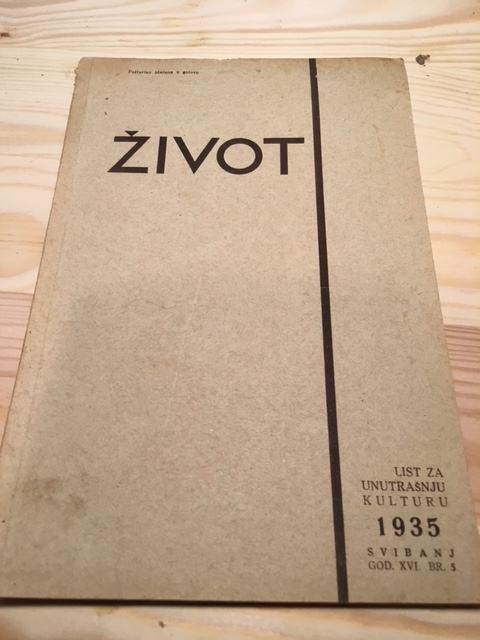 Poštarina plaćena u gotovu
ŽIVOT
LIST ZA
UNUTRAŠNJU
KULTURU
1935
SVIBANJ
GOD. XVI. BR. 5